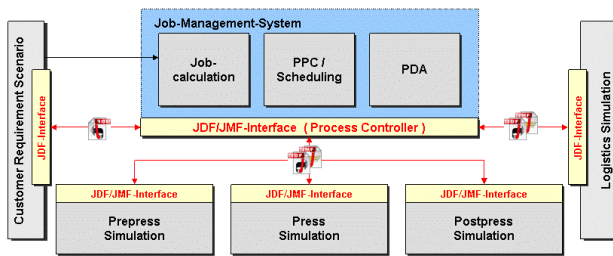 Job-Management-System
Customer Requirement Scenario
JDF-Interface
Job-
calculation
PPC /
Scheduling
PDA
JDF/JMF-Interface ( Process Controller )
JDF-Interface
Logistics Simulation
JDF/JMF-Interface
Prepress
Simulation
JDF/JMF-Interface
Press
Simulation
JDF/JMF-Interface
Postpress
Simulation